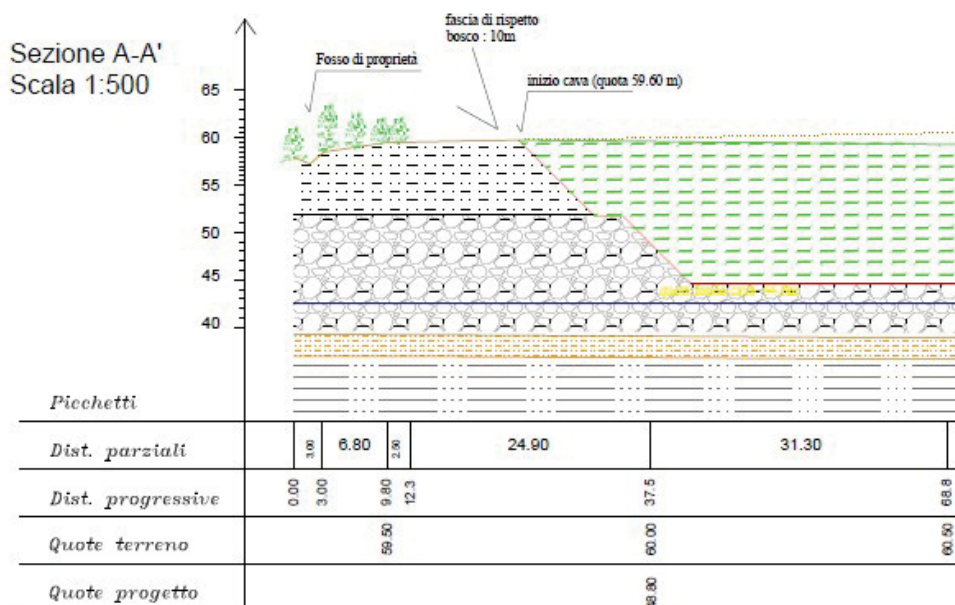 Sezione A-A'
Scala 1:500
fascia di rispetto
bosco : 10m
Fosso di proprietà
inizio cava (quota 59.60 m)
65
60
55
50
45
40
Picchetti
Dist. parziali
3.00
6.80
2.50
24.90
31.30
Dist. progressive
0.00
3.00
9.80
12.3
37.5
68.8
Quote terreno
59.50
60.00
60.50
Quote progetto
48.80